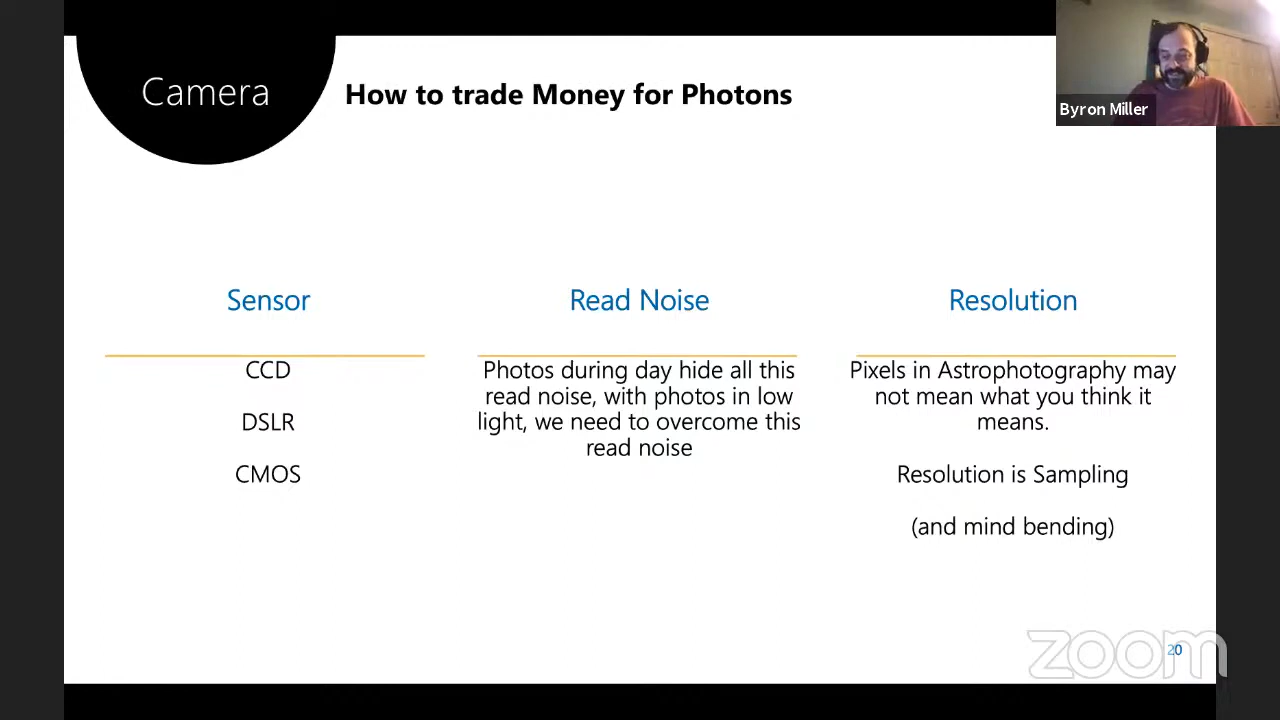 Camera
How to trade Money for Photons
Byron Miller
Sensor
CCD
DSLR
CMOS
Read Noise
Photos during day hide all this
read noise, with photos in low
light, we need to overcome this
read noise
Resolution
Pixels in Astrophotography may
not mean what you think it
means.
Resolution is Sampling
(and mind bending)
zoom
20